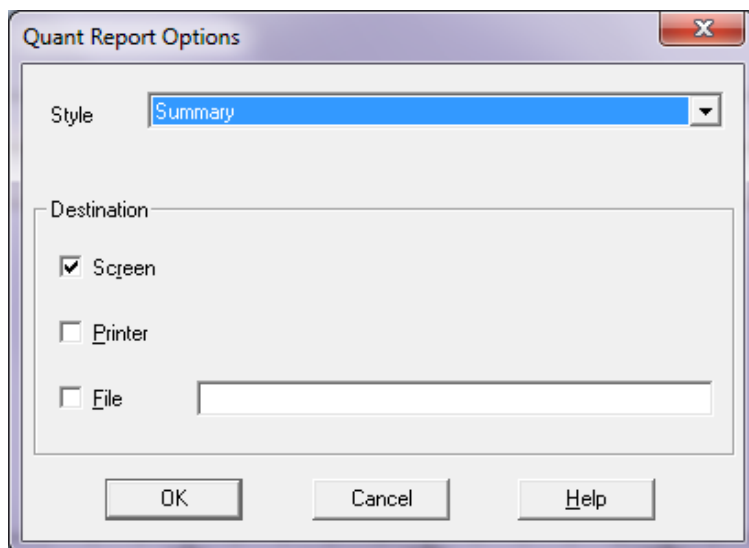 Quant Report Options
Style
Summary
Destination
Screen
Printer
File
OK
Cancel
Help